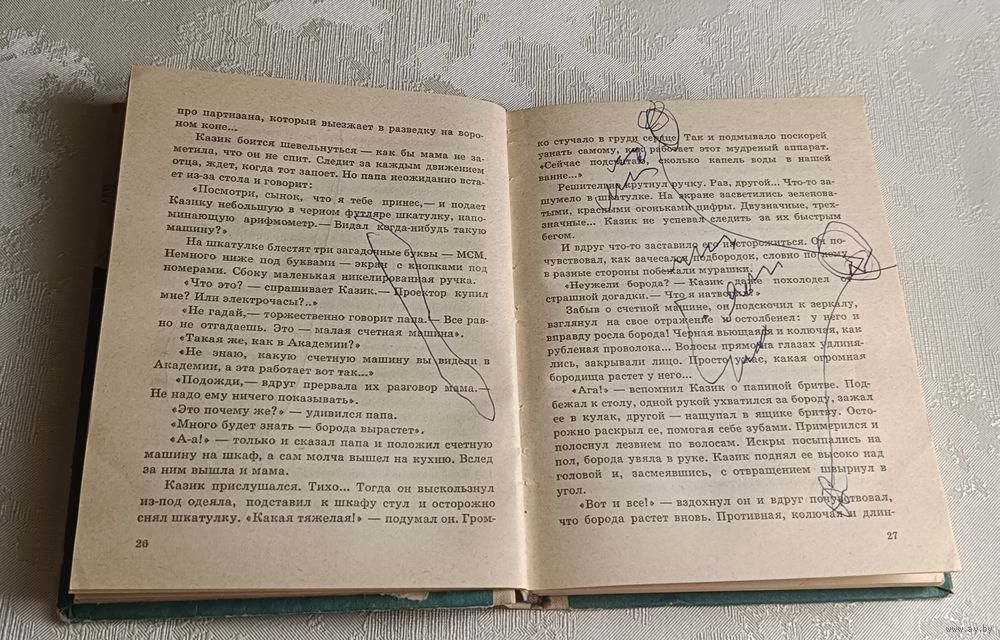 про партизана, который выезжает в разведку на воро-
ном коне...
Казик боится шевельнуться — как бы мама не за-
метила, что он не спит. Следит за каждым движением
отца, ждет, когда тот запоет. Но папа неожиданно вста-
ет из-за стола и говорит:
«Посмотри, сынок, что я тебе принес,— и подает
Казику небольшую в черном футляре шкатулку, напо-
минающую арифмометр.— Видал когда-нибудь такую
машину?»
На шкатулке блестят три загадочные буквы — МСМ.
Немного ниже под буквами — экран с кнопками под
номерами. Сбоку маленькая никелированная ручка.
«Что это? — спрашивает Казик.— Проектор купил
мне? Или электрочасы?..»
«Не гадай,— торжественно говорит папа.— Все рав-
но не отгадаешь. Это — малая счетная машина».
«Такая же, как в Академии?»
«Не знаю, какую счетную машину вы видели в
Академии, а эта работает вот так...»
«Подожди,— вдруг прервала их разговор мама.—
Не надо ему ничего показывать».
«Это почему же?» — удивился папа.
«Много будет знать — борода вырастет».
«А-а!» — только и сказал папа и положил счетную
машину на шкаф, а сам молча вышел на кухню. Вслед
за ним вышла и мама.
Казик прислушался. Тихо... Тогда он выскользнул
из-под одеяла, подставил к шкафу стул и осторожно
снял шкатулку. «Какая тяжелая!» — подумал он. Гром-
26
ко стучало в груди сердце. Так и подмывало поскорей
узнать самому, как работает этот мудреный аппарат.
«Сейчас подсчитаю, сколько капель воды в нашей
ванне...»
Решительно крутнул ручку. Раз, другой... Что-то за-
шумело в шкатулке. На экране засветились зеленова-
тыми, красными огоньками цифры. Двузначные, трех-
значные... Казик не успевал следить за их быстрым
бегом.
И вдруг что-то заставило его насторожиться. Он по-
чувствовал, как зачесался подбородок, словно по нему
в разные стороны побежали мурашки.
«Неужели борода? — Казик даже похолодел от
страшной догадки.— Что я натворил?»
Забыв о счетной машине, он подскочил к зеркалу,
взглянул на свое отражение и остолбенел: у него и
вправду росла борода! Черная вьющаяся и колючая, как
рубленая проволока... Волосы прямо на глазах удлиня-
лись, закрывали лицо. Просто ужас, какая огромная
бородища растет у него...
«Ага!» — вспомнил Казик о папиной бритве. Под-
бежал к столу, одной рукой ухватился за бороду, зажал
ее в кулак, другой — нащупал в ящике бритву. Осто-
рожно раскрыл ее, помогая себе зубами. Примерился и
полоснул лезвием по волосам. Искры посыпались на
пол, борода увяла в руке. Казик поднял ее высоко над
головой и, засмеявшись, с отвращением швырнул в
угол.
«Вот и все!» — вздохнул он и вдруг почувствовал,
что борода растет вновь. Противная, колючая и длин-
27
www.ay.by